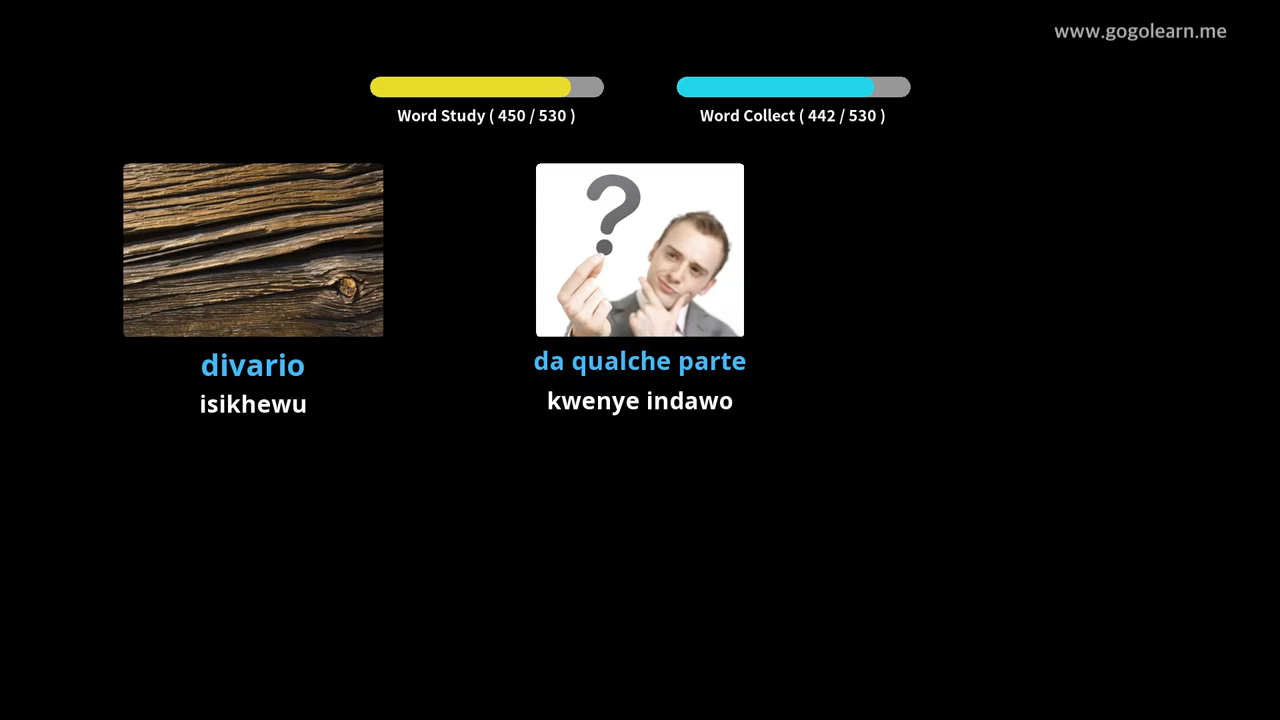 www.gogolearn.me
Word Study ( 450 / 530 )
Word Collect ( 442 / 530 )
divario
isikhewu
da qualche parte
kwenye indawo